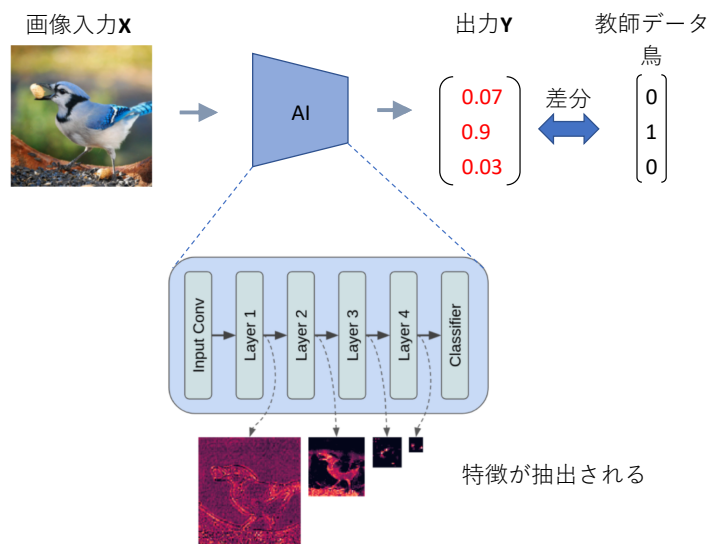 画像入力X
出力Y
教師データ
鳥
AI
0.07
0.9
0.03
差分
0
1
0
Input Conv
Layer 1
Layer 2
Layer 3
Layer 4
Classifier
特徴が抽出される